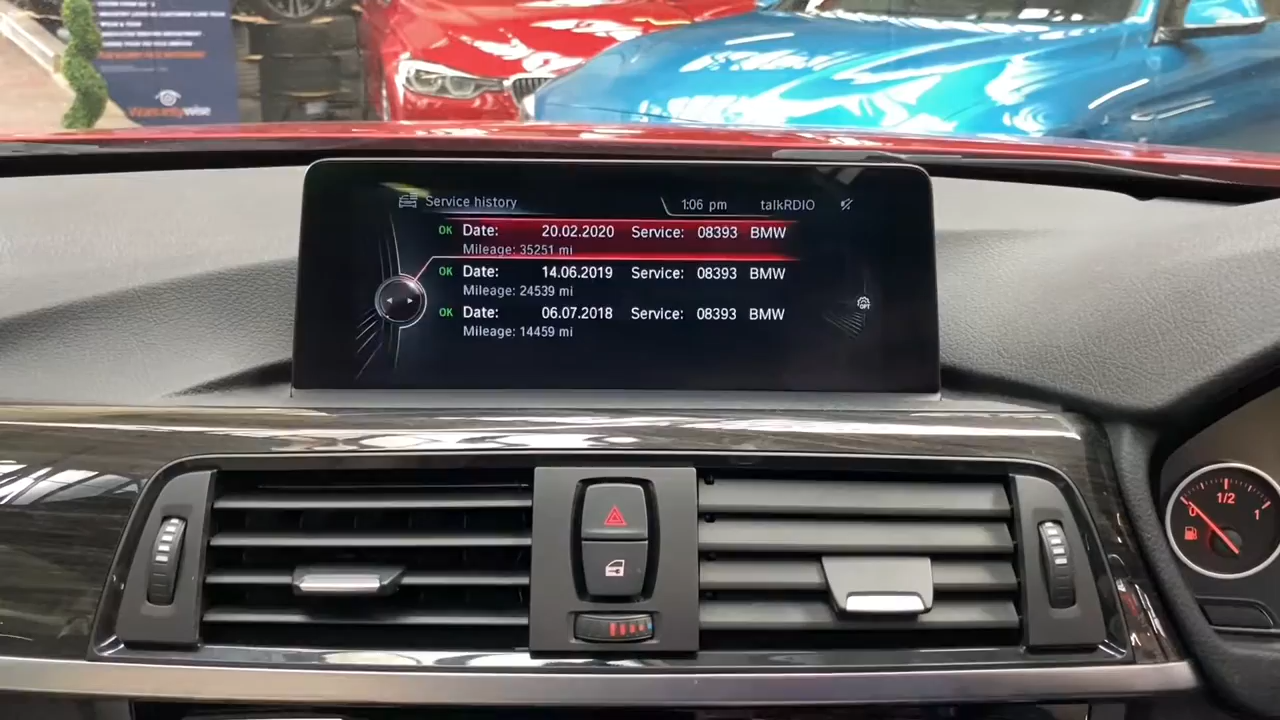 Warrantywise
Service history 1:06 pm talkRDIO
OK Date: 20.02.2020 Service: 08393 BMW
Mileage: 35251 mi
OK Date: 14.06.2019 Service: 08393 BMW
Mileage: 24539 mi
OK Date: 06.07.2018 Service: 08393 BMW
Mileage: 14459 mi
OPT
0 1/2 1